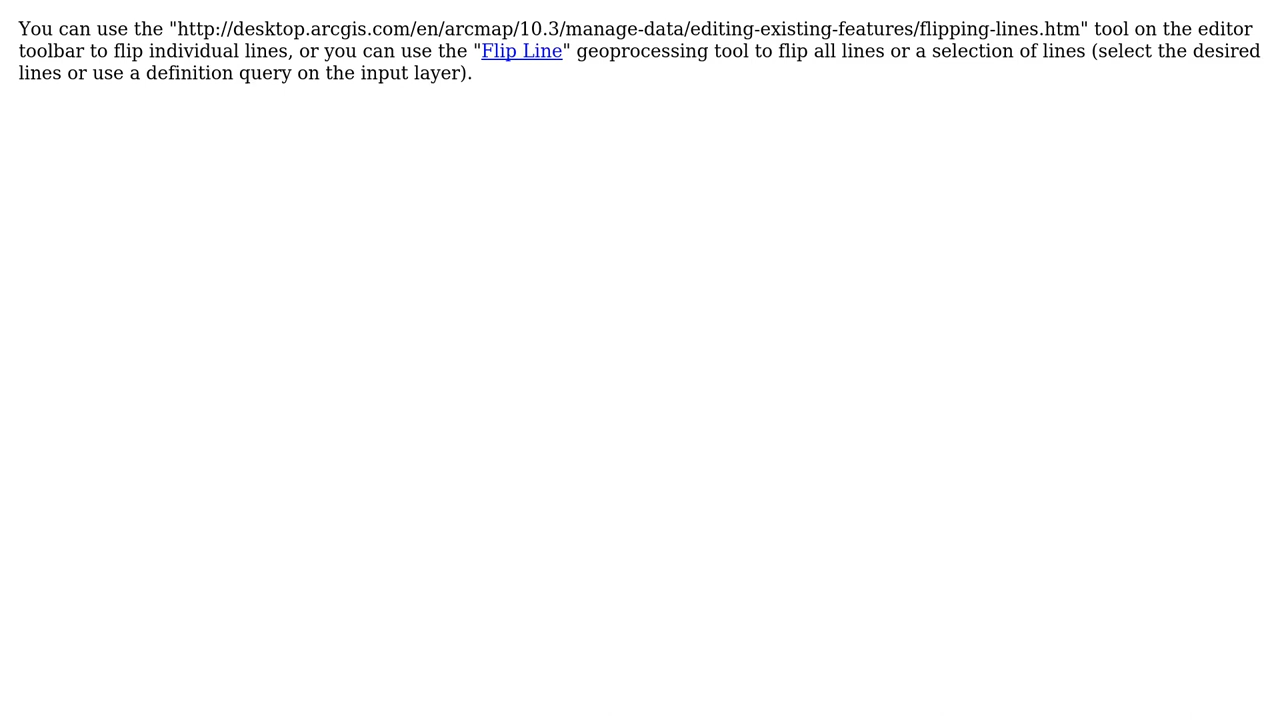 You can use the "http://desktop.arcgis.com/en/arcmap/10.3/manage-data/editing-existing-features/flipping-lines.htm" tool on the editor
toolbar to flip individual lines, or you can use the "Flip Line" geoprocessing tool to flip all lines or a selection of lines (select the desired
lines or use a definition query on the input layer).